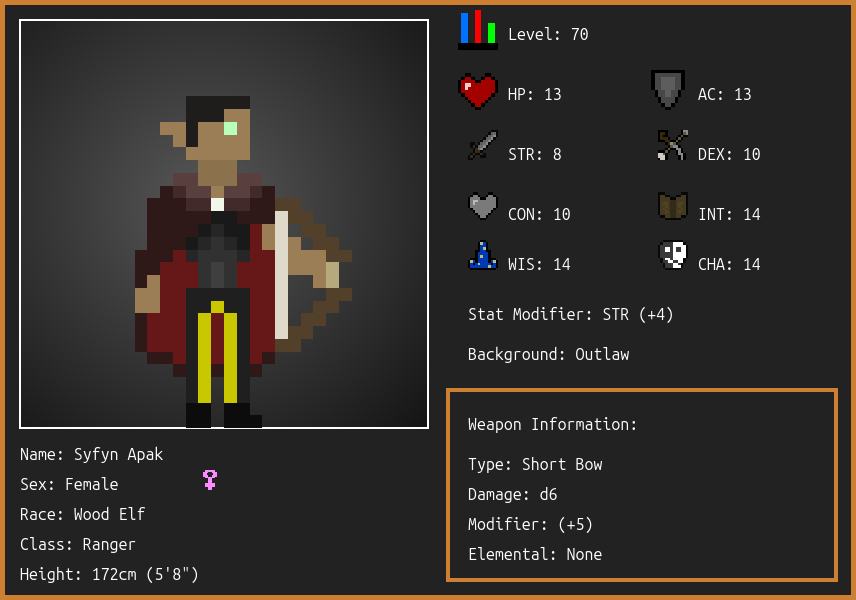 Level: 70
HP: 13
AC: 13
STR: 8
DEX: 10
CON: 10
INT: 14
WIS: 14
CHA: 14
Stat Modifier: STR (+4)
Background: Outlaw
Weapon Information:
Type: Short Bow
Damage: d6
Modifier: (+5)
Elemental: None
Name: Syfyn Apak
Sex: Female
Race: Wood Elf
Class: Ranger
Height: 172cm (5'8")